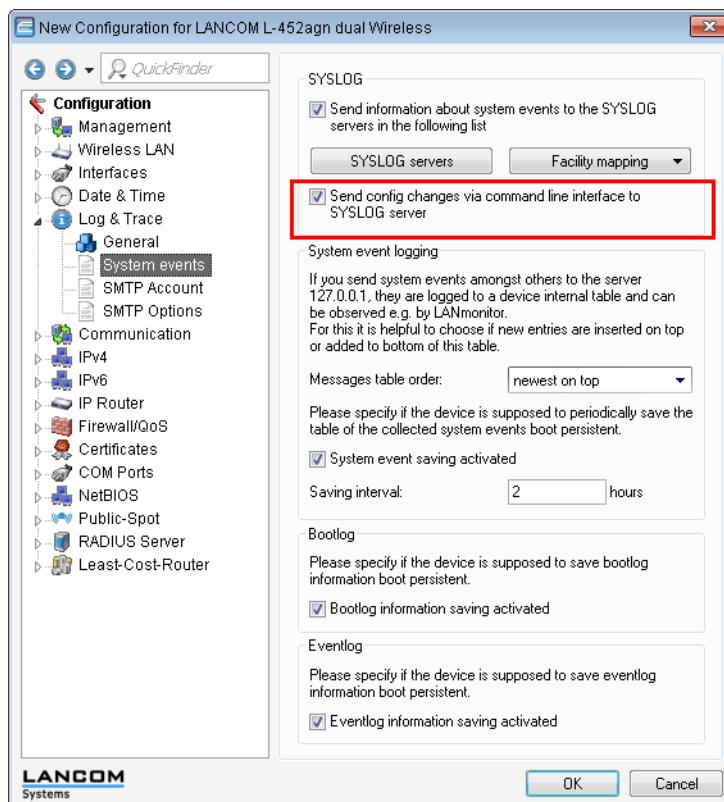 New Configuration for LANCOM L-452agn dual Wireless
QuickFinder
Configuration
Management
Wireless LAN
Interfaces
Date & Time
Log & Trace
General
System events
SMTP Account
SMTP Options
Communication
IPv4
IPv6
IP Router
Firewall/QoS
Certificates
COM Ports
NetBIOS
Public-Spot
RADIUS Server
Least-Cost-Router
SYSLOG
Send information about system events to the SYSLOG
servers in the following list
SYSLOG servers
Facility mapping
Send config changes via command line interface to
SYSLOG server
System event logging
If you send system events amongst others to the server
127.0.0.1, they are logged to a device internal table and can
be observed e.g. by LANmonitor.
For this it is helpful to choose if new entries are inserted on top
or added to bottom of this table.
Messages table order:
newest on top
Please specify if the device is supposed to periodically save the
table of the collected system events boot persistent.
System event saving activated
Saving interval:
2
hours
Bootlog
Please specify if the device is supposed to save bootlog
information boot persistent.
Bootlog information saving activated
Eventlog
Please specify if the device is supposed to save eventlog
information boot persistent.
Eventlog information saving activated
LANCOM
Systems
OK
Cancel